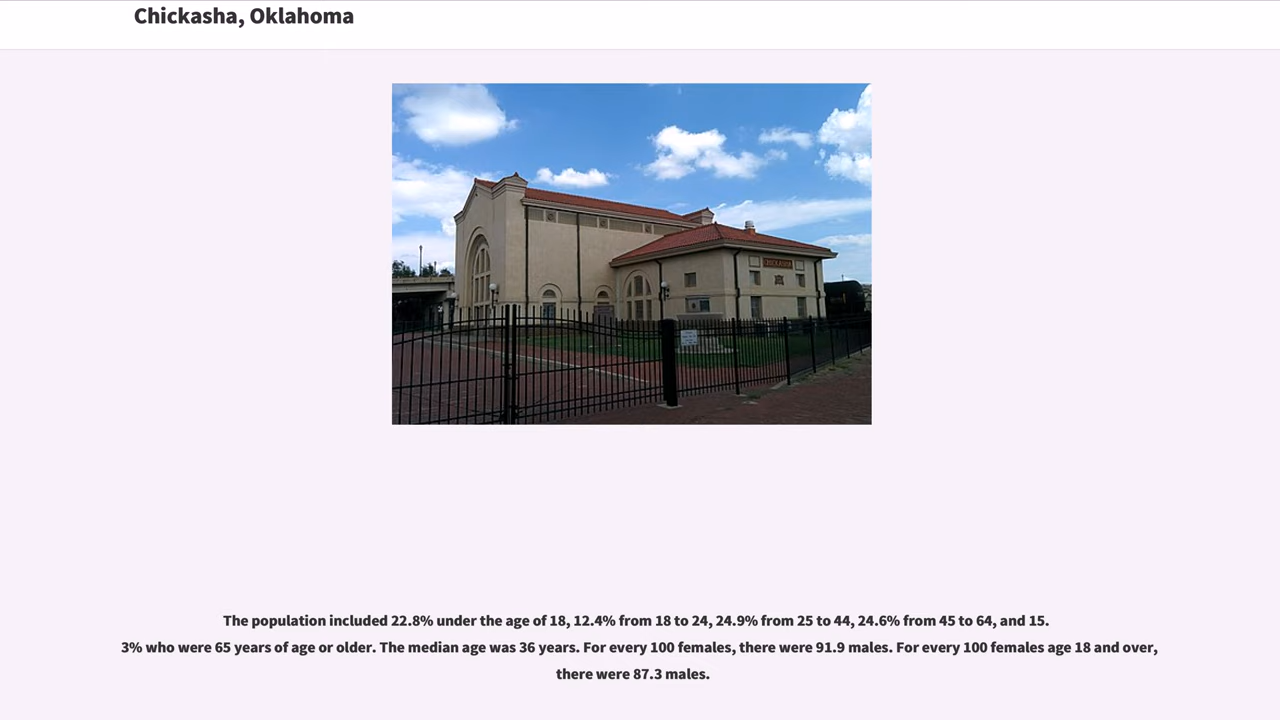 Chickasha, Oklahoma
CHICKASHA
The population included 22.8% under the age of 18, 12.4% from 18 to 24, 24.9% from 25 to 44, 24.6% from 45 to 64, and 15.
3% who were 65 years of age or older. The median age was 36 years. For every 100 females, there were 91.9 males. For every 100 females age 18 and over,
there were 87.3 males.